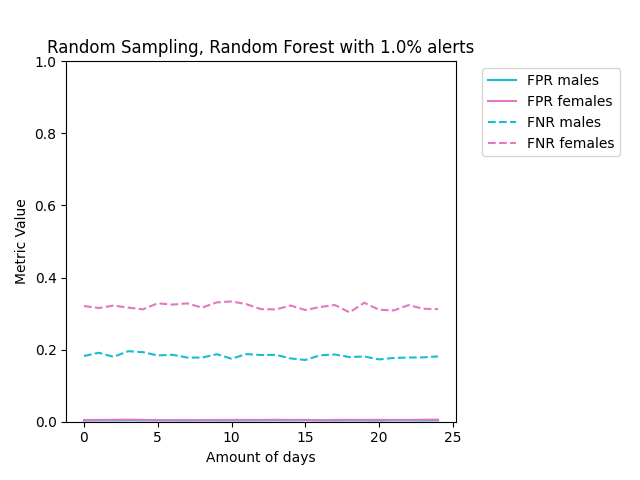 Random Sampling, Random Forest with 1.0% alerts
1.0
0.8
0.6
0.4
0.2
0.0
Metric Value
0 5 10 15 20 25
Amount of days
FPR males
FPR females
FNR males
FNR females